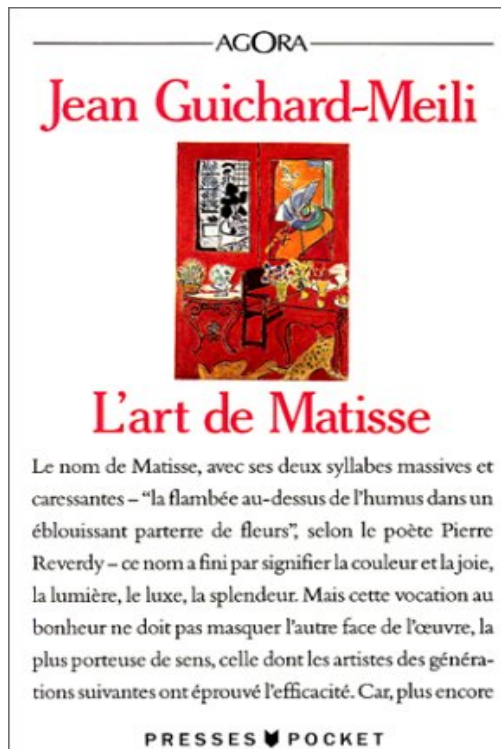 AGORA
Jean Guichard-Meili
L'art de Matisse
Le nom de Matisse, avec ses deux syllabes massives et
caressantes – “la flambée au-dessus de l'humus dans un
éblouissant parterre de fleurs”, selon le poète Pierre
Reverdy – ce nom a fini par signifier la couleur et la joie,
la lumière, le luxe, la splendeur. Mais cette vocation au
bonheur ne doit pas masquer l'autre face de l'œuvre, la
plus porteuse de sens, celle dont les artistes des généra-
tions suivantes ont éprouvé l'efficacité. Car, plus encore
PRESSES POCKET